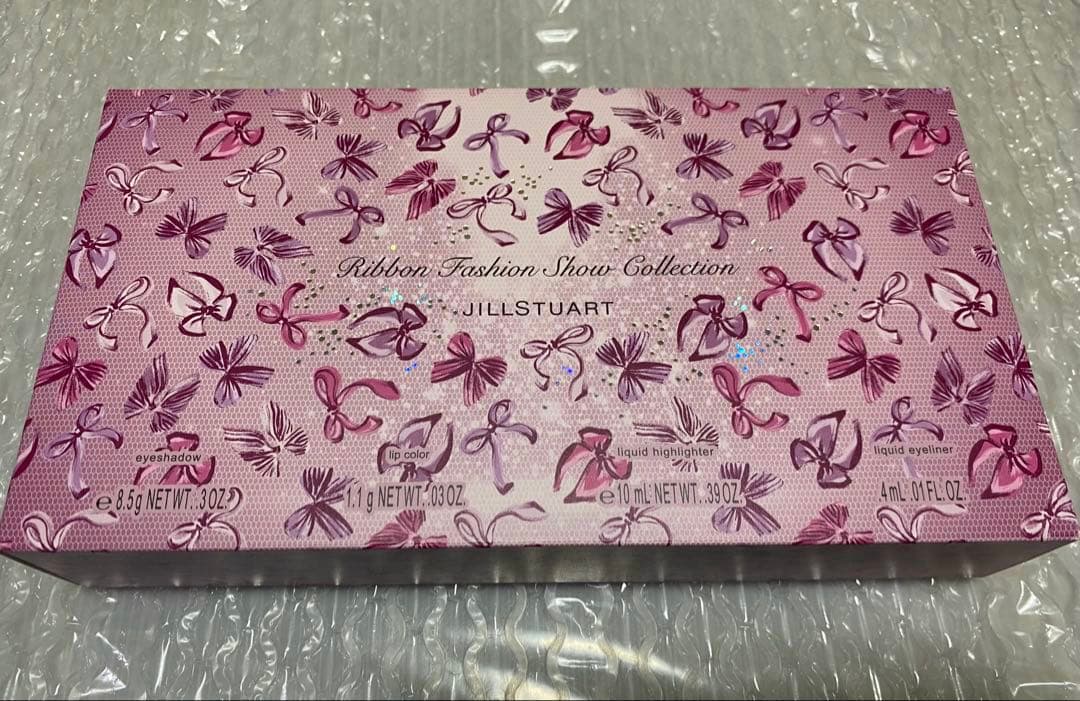 Ribbon Fashion Show Collection
JILLSTUART
eyeshadow
lip color
liquid highlighter
liquid eyeliner
℮ 8.5g NET WT. .3 OZ.
1.1 g NET WT. .03 OZ.
℮ 10 mL NET WT. .39 OZ.
.4 mL .01 FL. OZ.